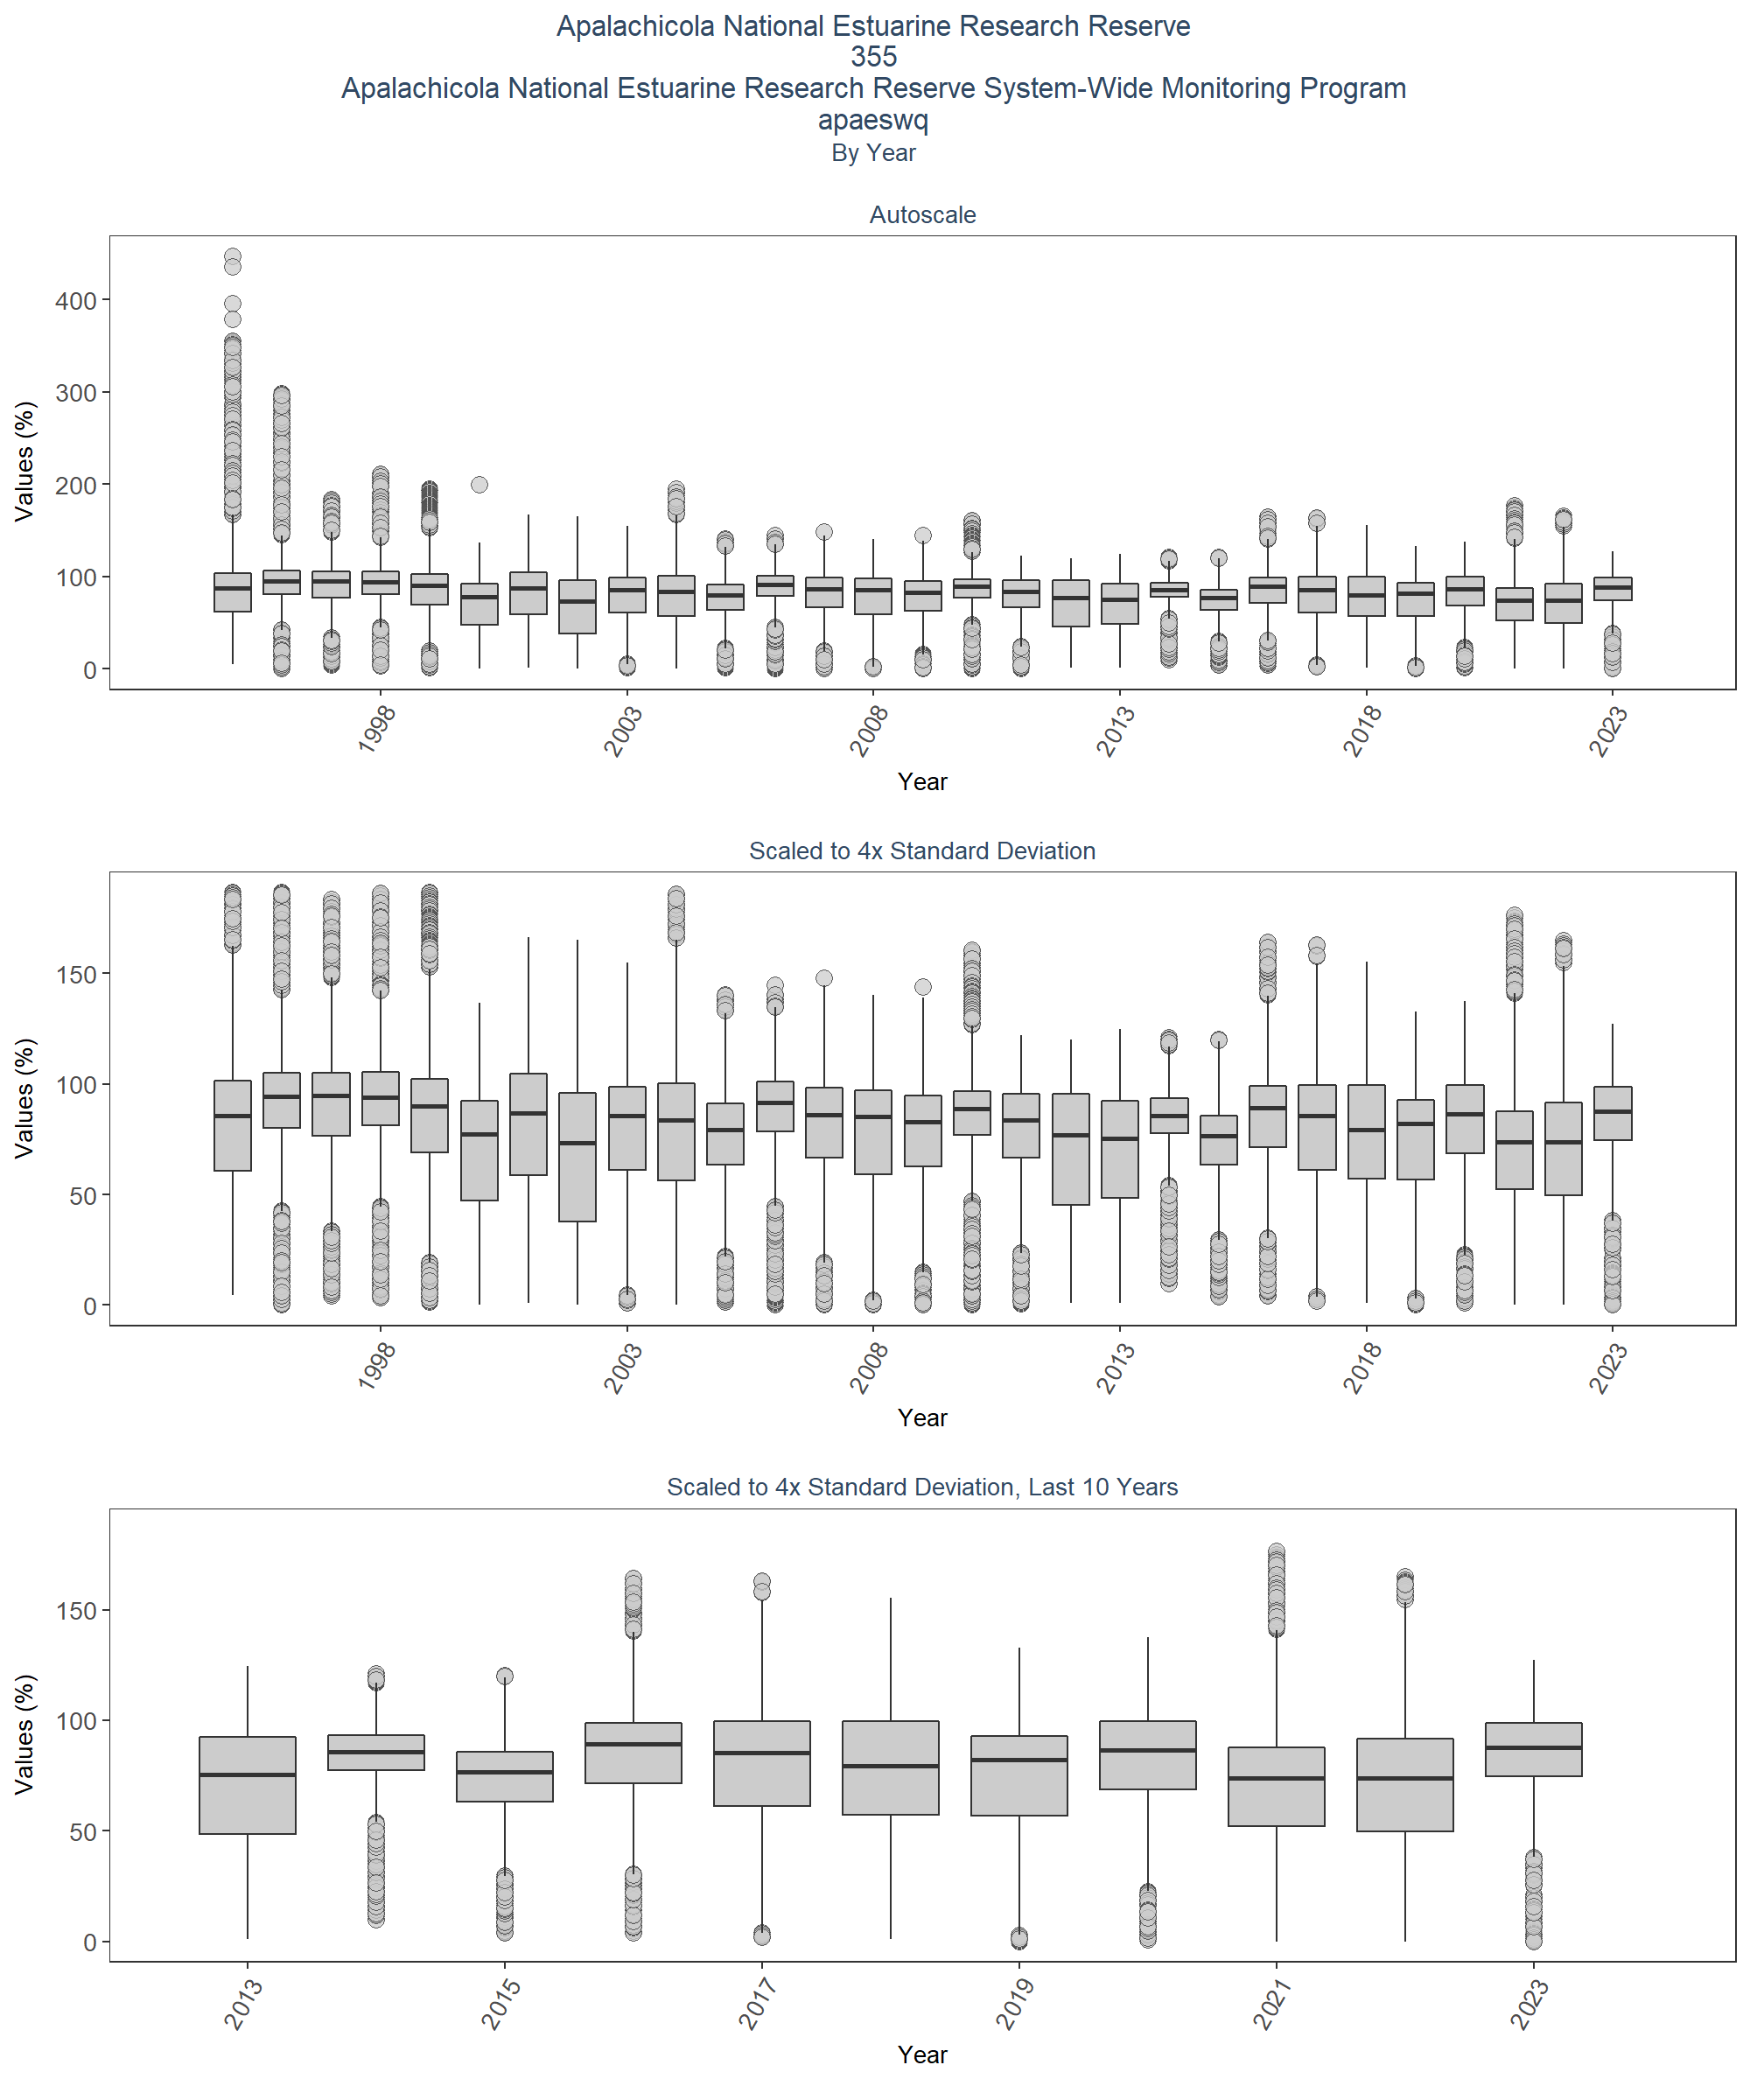 Apalachicola National Estuarine Research Reserve
355
Apalachicola National Estuarine Research Reserve System-Wide Monitoring Program
apaeswq
By Year
Autoscale
Values (%)
400
300
200
100
0
1998
2003
2008
2013
2018
2023
Year
Scaled to 4x Standard Deviation
Values (%)
150
100
50
0
1998
2003
2008
2013
2018
2023
Year
Scaled to 4x Standard Deviation, Last 10 Years
Values (%)
150
100
50
0
2013
2015
2017
2019
2021
2023
Year